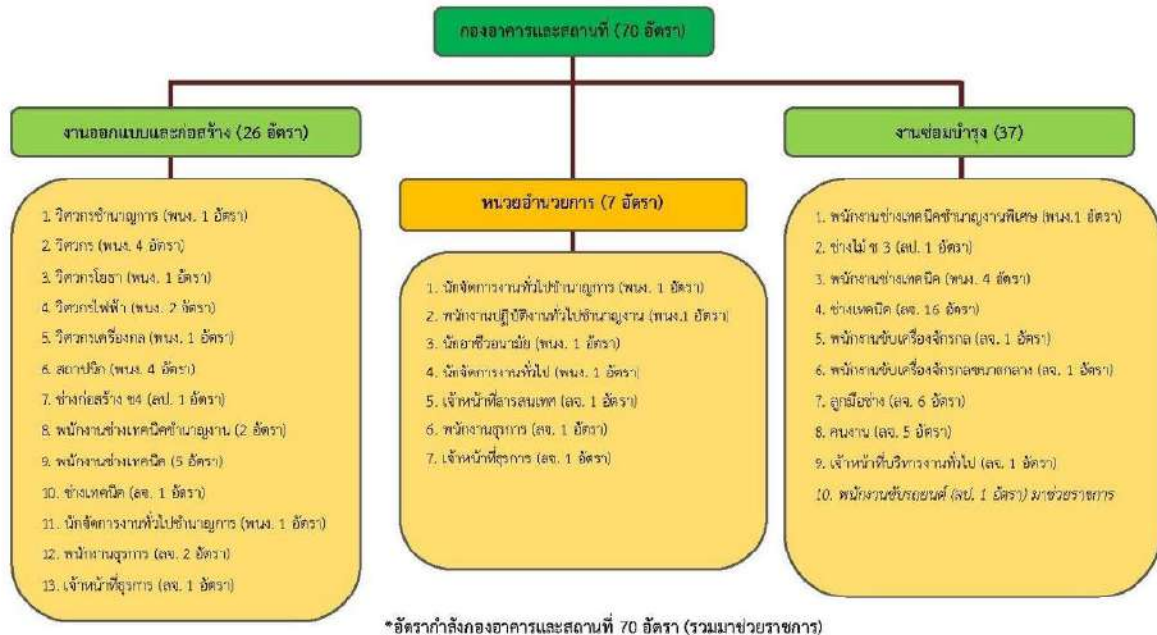 กองอาคารและสถานที่ (70 อัตรา)
งานออกแบบและก่อสร้าง (26 อัตรา)
1. วิศวกรชำนาญการ (พนง. 1 อัตรา)
2. วิศวกร (พนง. 4 อัตรา)
3. วิศวกรโยธา (พนง. 1 อัตรา)
4. วิศวกรไฟฟ้า (พนง. 2 อัตรา)
5. วิศวกรเครื่องกล (พนง. 1 อัตรา)
6. สถาปนิก (พนง. 4 อัตรา)
7. ช่างก่อสร้าง ช4 (ลป. 1 อัตรา)
8. พนักงานช่างเทคนิคชำนาญงาน (2 อัตรา)
9. พนักงานช่างเทคนิค (5 อัตรา)
10. ช่างเทคนิค (ลจ. 1 อัตรา)
11. นักจัดการงานทั่วไปชำนาญการ (พนง. 1 อัตรา)
12. พนักงานธุรการ (ลจ. 2 อัตรา)
13. เจ้าหน้าที่ธุรการ (ลจ. 1 อัตรา)
หน่วยอำนวยการ (7 อัตรา)
1. นักจัดการงานทั่วไปชำนาญการ (พนง. 1 อัตรา)
2. พนักงานปฏิบัติงานทั่วไปชำนาญงาน (พนง.1 อัตรา)
3. นักอาชีวอนามัย (พนง. 1 อัตรา)
4. นักจัดการงานทั่วไป (พนง. 1 อัตรา)
5. เจ้าหน้าที่สารสนเทศ (ลจ. 1 อัตรา)
6. พนักงานธุรการ (ลจ. 1 อัตรา)
7. เจ้าหน้าที่ธุรการ (ลจ. 1 อัตรา)
งานซ่อมบำรุง (37)
1. พนักงานช่างเทคนิคชำนาญงานพิเศษ (พนง.1 อัตรา)
2. ช่างไม้ ช 3 (ลป. 1 อัตรา)
3. พนักงานช่างเทคนิค (พนง. 4 อัตรา)
4. ช่างเทคนิค (ลจ. 16 อัตรา)
5. พนักงานขับเครื่องจักรกล (ลจ. 1 อัตรา)
6. พนักงานขับเครื่องจักรกลขนาดกลาง (ลจ. 1 อัตรา)
7. ลูกมือช่าง (ลจ. 6 อัตรา)
8. คนงาน (ลจ. 5 อัตรา)
9. เจ้าหน้าที่บริหารงานทั่วไป (ลจ. 1 อัตรา)
10. พนักงานขับรถยนต์ (ลป. 1 อัตรา) มาช่วยราชการ
*อัตรากำลังกองอาคารและสถานที่ 70 อัตรา (รวมมาช่วยราชการ)